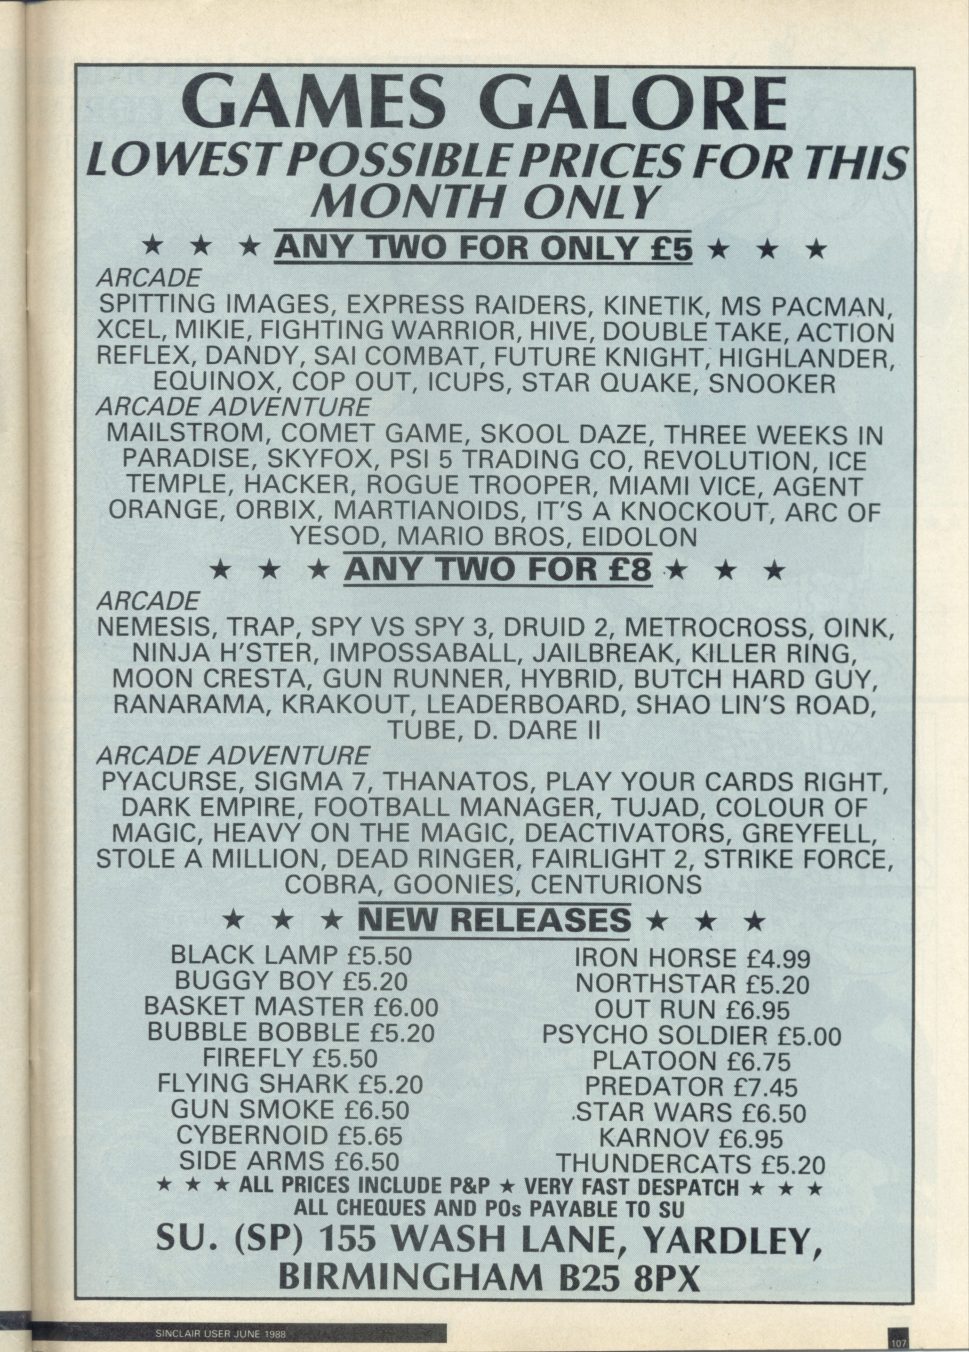 GAMES GALORE
LOWEST POSSIBLE PRICES FOR THIS
MONTH ONLY
★ ★ ★ ANY TWO FOR ONLY £5 ★ ★ ★
ARCADE
SPITTING IMAGES, EXPRESS RAIDERS, KINETIK, MS PACMAN,
XCEL, MIKIE, FIGHTING WARRIOR, HIVE, DOUBLE TAKE, ACTION
REFLEX, DANDY, SAI COMBAT, FUTURE KNIGHT, HIGHLANDER,
EQUINOX, COP OUT, ICUPS, STAR QUAKE, SNOOKER
ARCADE ADVENTURE
MAILSTROM, COMET GAME, SKOOL DAZE, THREE WEEKS IN
PARADISE, SKYFOX, PSI 5 TRADING CO, REVOLUTION, ICE
TEMPLE, HACKER, ROGUE TROOPER, MIAMI VICE, AGENT
ORANGE, ORBIX, MARTIANOIDS, IT'S A KNOCKOUT, ARC OF
YESOD, MARIO BROS, EIDOLON
★ ★ ★ ANY TWO FOR £8 ★ ★ ★
ARCADE
NEMESIS, TRAP, SPY VS SPY 3, DRUID 2, METROCROSS, OINK,
NINJA H'STER, IMPOSSABALL, JAILBREAK, KILLER RING,
MOON CRESTA, GUN RUNNER, HYBRID, BUTCH HARD GUY,
RANARAMA, KRAKOUT, LEADERBOARD, SHAO LIN'S ROAD,
TUBE, D. DARE II
ARCADE ADVENTURE
PYACURSE, SIGMA 7, THANATOS, PLAY YOUR CARDS RIGHT,
DARK EMPIRE, FOOTBALL MANAGER, TUJAD, COLOUR OF
MAGIC, HEAVY ON THE MAGIC, DEACTIVATORS, GREYFELL,
STOLE A MILLION, DEAD RINGER, FAIRLIGHT 2, STRIKE FORCE,
COBRA, GOONIES, CENTURIONS
★ ★ ★ NEW RELEASES ★ ★ ★
BLACK LAMP £5.50
BUGGY BOY £5.20
BASKET MASTER £6.00
BUBBLE BOBBLE £5.20
FIREFLY £5.50
FLYING SHARK £5.20
GUN SMOKE £6.50
CYBERNOID £5.65
SIDE ARMS £6.50
IRON HORSE £4.99
NORTHSTAR £5.20
OUT RUN £6.95
PSYCHO SOLDIER £5.00
PLATOON £6.75
PREDATOR £7.45
STAR WARS £6.50
KARNOV £6.95
THUNDERCATS £5.20
★ ★ ★ ALL PRICES INCLUDE P&P ★ VERY FAST DESPATCH ★ ★ ★
ALL CHEQUES AND POs PAYABLE TO SU
SU. (SP) 155 WASH LANE, YARDLEY,
BIRMINGHAM B25 8PX
SINCLAIR USER JUNE 1988
107